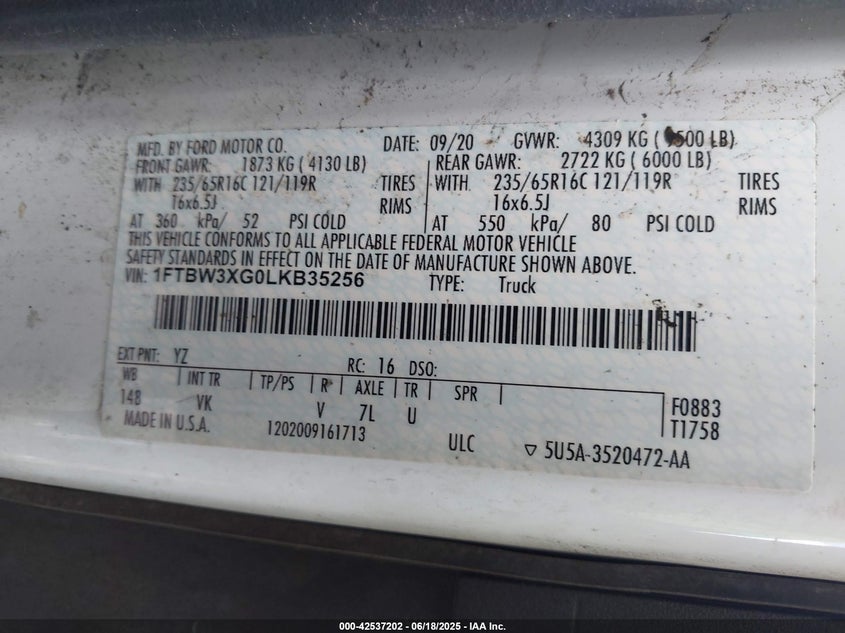 MFD. BY FORD MOTOR CO. DATE: 09/20 GVWR: 4309 KG ( 500 LB)
FRONT GAWR: 1873 KG ( 4130 LB) REAR GAWR: 2722 KG ( 6000 LB)
WITH 235/65R16C 121/119R TIRES WITH 235/65R16C 121/119R TIRES
16x6.5J RIMS 16x6.5J RIMS
AT 360 kPa/ 52 PSI COLD AT 550 kPa/ 80 PSI COLD
THIS VEHICLE CONFORMS TO ALL APPLICABLE FEDERAL MOTOR VEHICLE
SAFETY STANDARDS IN EFFECT ON THE DATE OF MANUFACTURE SHOWN ABOVE.
VIN: 1FTBW3XG0LKB35256 TYPE: Truck
EXT PNT: YZ RC: 16 DSO:
WB INT TR TP/PS R AXLE TR SPR
148 VK V 7L U F0883
MADE IN U.S.A. T1758
1202009161713 ULC ▽ 5U5A-3520472-AA
000-42537202 - 06/18/2025 - IAA Inc.